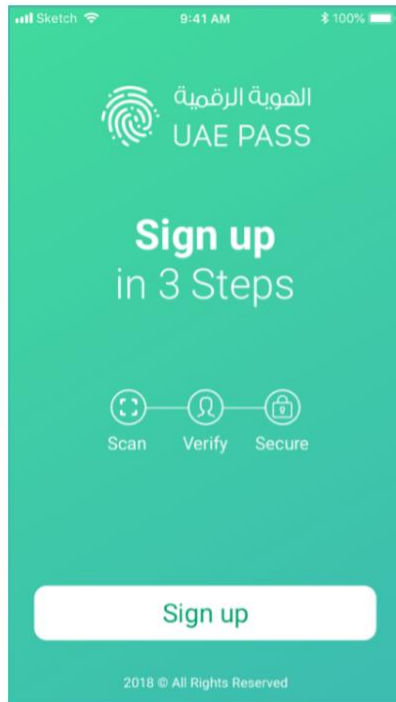 Sketch 9:41 AM 100%
الهوية الرقمية
UAE PASS
Sign up
in 3 Steps
Scan Verify Secure
Sign up
2018 © All Rights Reserved